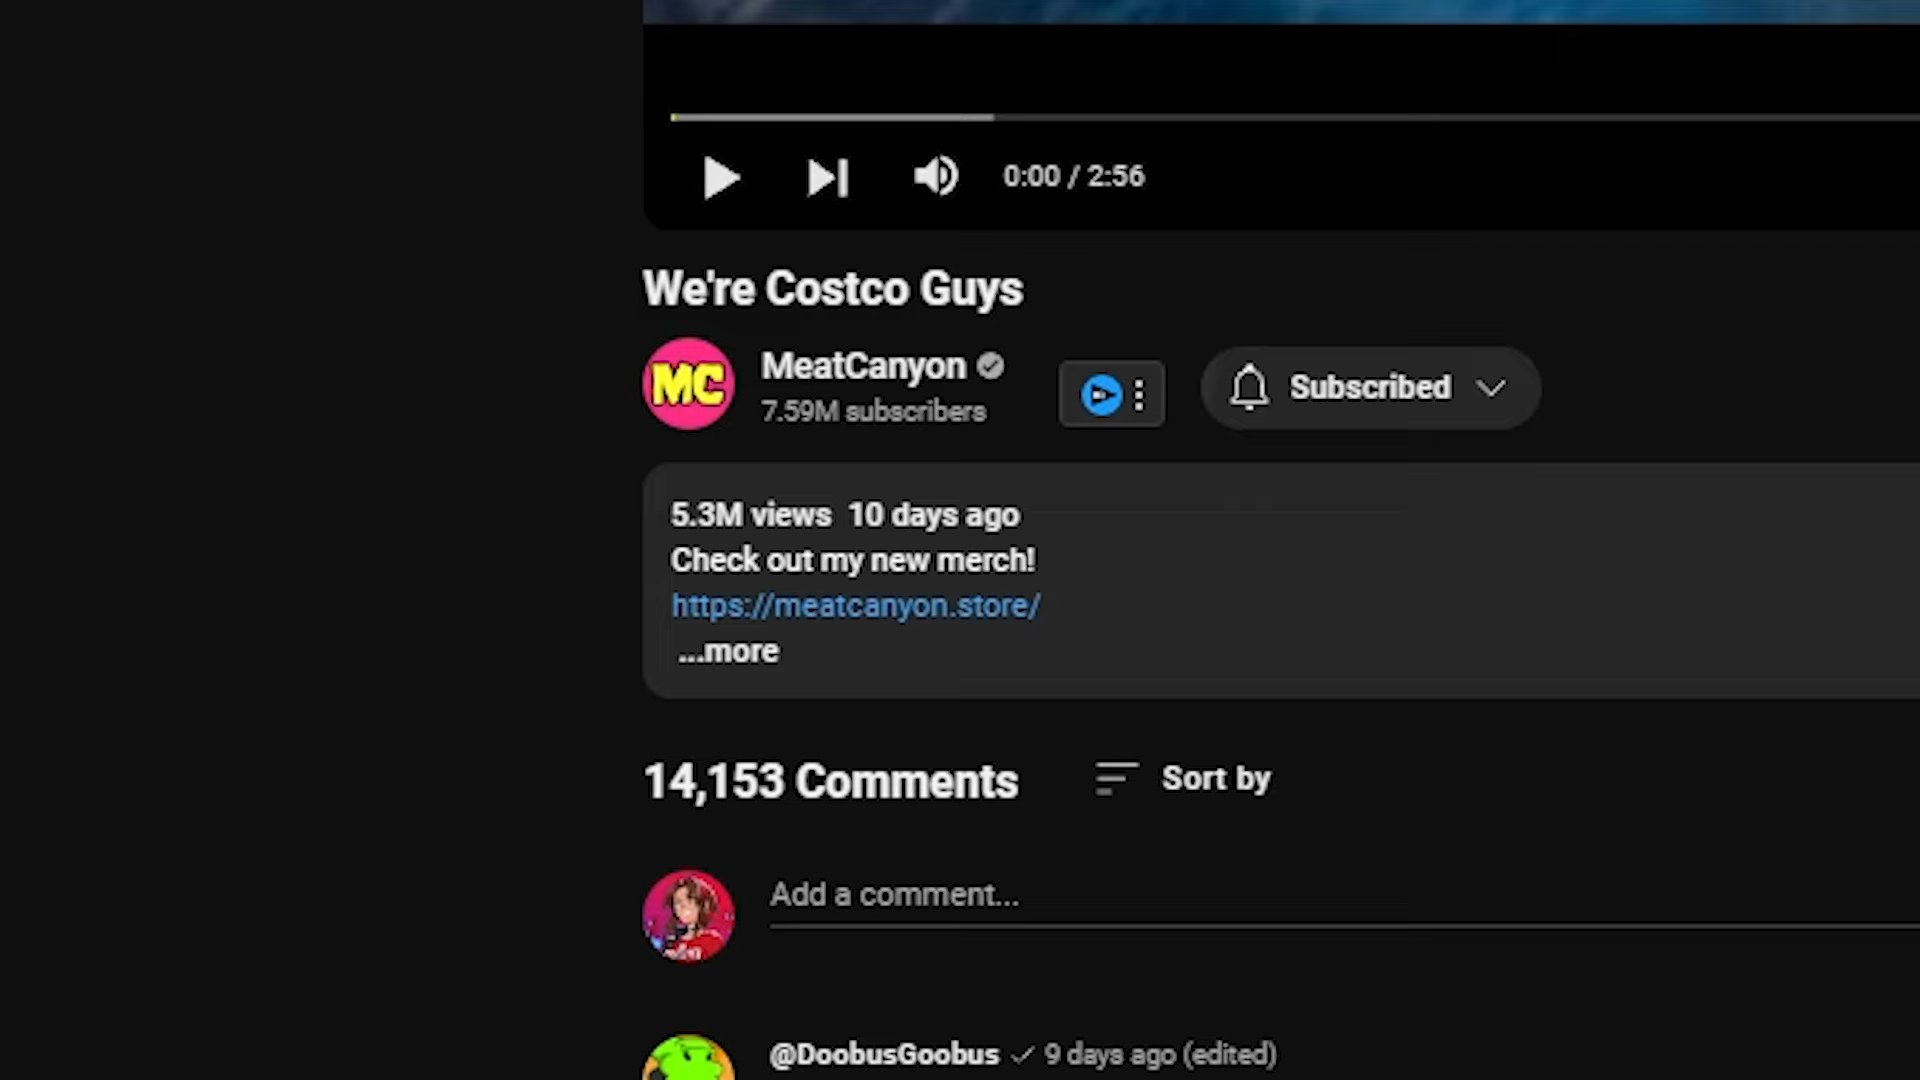 0:00 / 2:56
We're Costco Guys
MC
MeatCanyon
7.59M subscribers
Subscribed
5.3M views 10 days ago
Check out my new merch!
https://meatcanyon.store/
...more
14,153 Comments
Sort by
Add a comment...
@DoobusGoobus 9 days ago (edited)